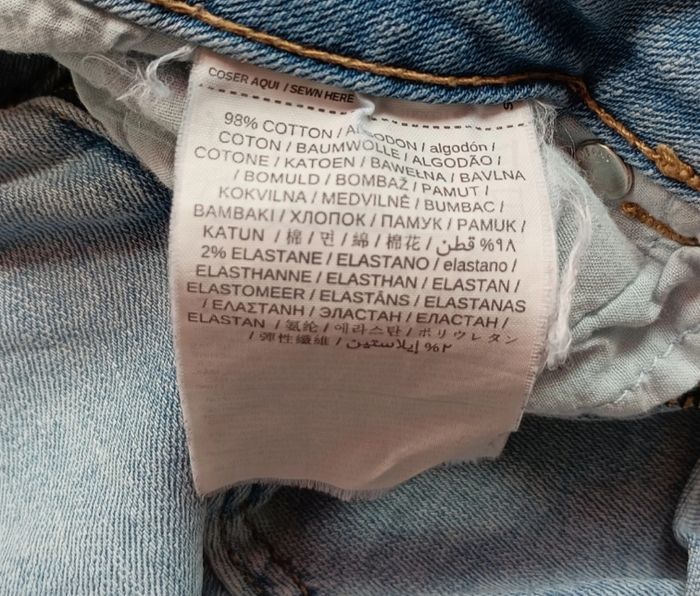 COSER AQUI / SEWN HERE
98% COTTON / ALGODON / algodón /
COTON / BAUMWOLLE / ALGODÃO /
COTONE / KATOEN / BAWEŁNA / BAVLNA
/ BOMULD / BOMBAŽ / PAMUT /
KOKVILNA / MEDVILNĖ / BUMBAC /
BAMBAKI / ХЛОПОК / ПАМУК / PAMUK /
KATUN / 棉 / 면 / 綿 / 棉花 / قطن %٩٨
2% ELASTANE / ELASTANO / elastano /
ELASTHANNE / ELASTHAN / ELASTAN /
ELASTOMEER / ELASTĀNS / ELASTANAS
/ ΕΛΑΣΤΑΝΗ / ЭЛАСТАН / ЕЛАСТАН /
ELASTAN / 氨纶 / 에라스탄 / ポリウレタン
/ 弾性纖維 / إيلاستين %٢